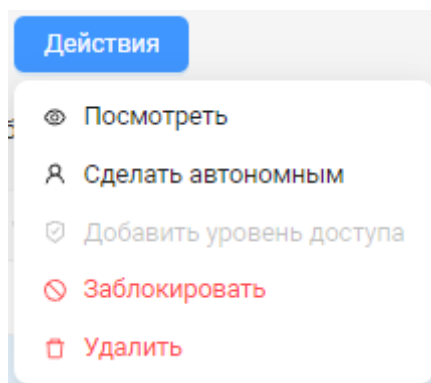 Действия
Посмотреть
Сделать автономным
Добавить уровень доступа
Заблокировать
Удалить